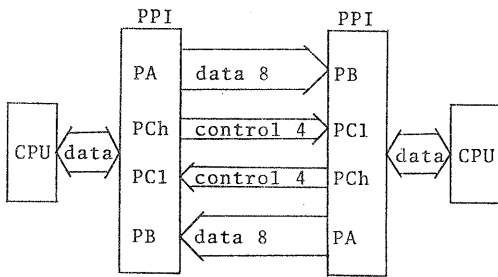 PPI PPI
PA data 8 PB
PCh control 4 PCl
CPU data data CPU
PCl control 4 PCh
PB data 8 PA